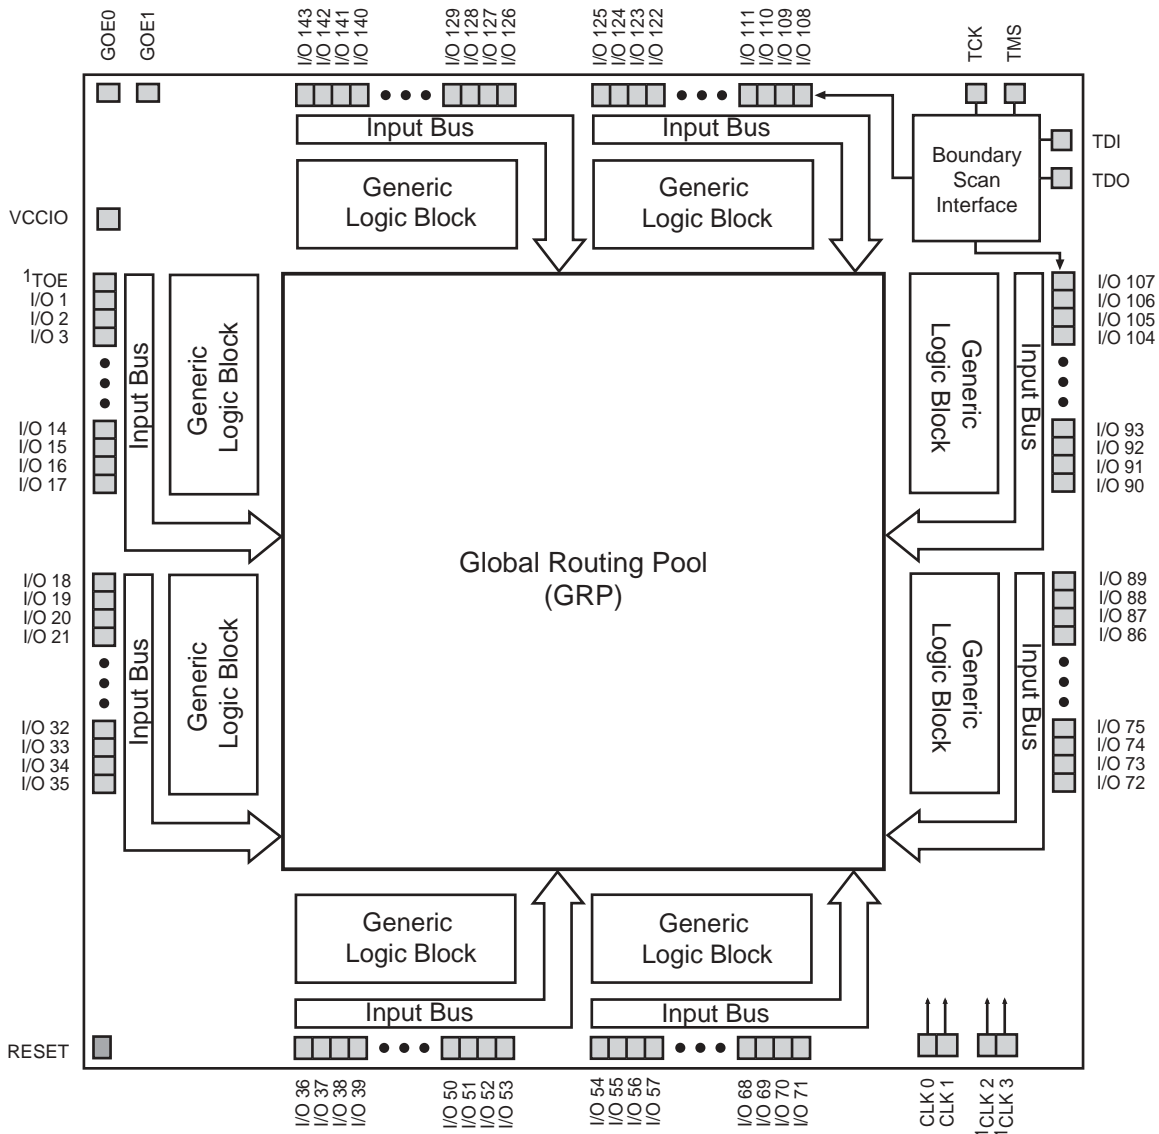 GOE0
GOE1
I/O 143
I/O 142
I/O 141
I/O 140
I/O 129
I/O 128
I/O 127
I/O 126
I/O 125
I/O 124
I/O 123
I/O 122
I/O 111
I/O 110
I/O 109
I/O 108
TCK
TMS
Input Bus
Input Bus
Generic
Logic Block
Generic
Logic Block
Boundary
Scan
Interface
TDI
TDO
VCCIO
1TOE
I/O 1
I/O 2
I/O 3
I/O 14
I/O 15
I/O 16
I/O 17
Input Bus
Generic
Logic Block
Generic
Logic Block
Input Bus
I/O 107
I/O 106
I/O 105
I/O 104
I/O 93
I/O 92
I/O 91
I/O 90
Global Routing Pool
(GRP)
I/O 18
I/O 19
I/O 20
I/O 21
I/O 32
I/O 33
I/O 34
I/O 35
Input Bus
Generic
Logic Block
Generic
Logic Block
Input Bus
I/O 89
I/O 88
I/O 87
I/O 86
I/O 75
I/O 74
I/O 73
I/O 72
Generic
Logic Block
Generic
Logic Block
Input Bus
Input Bus
RESET
I/O 36
I/O 37
I/O 38
I/O 39
I/O 50
I/O 51
I/O 52
I/O 53
I/O 54
I/O 55
I/O 56
I/O 57
I/O 68
I/O 69
I/O 70
I/O 71
CLK 0
CLK 1
1CLK 2
1CLK 3